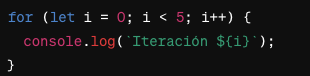 for (let i = 0; i < 5; i++) {
  console.log(`Iteración ${i}`);
}